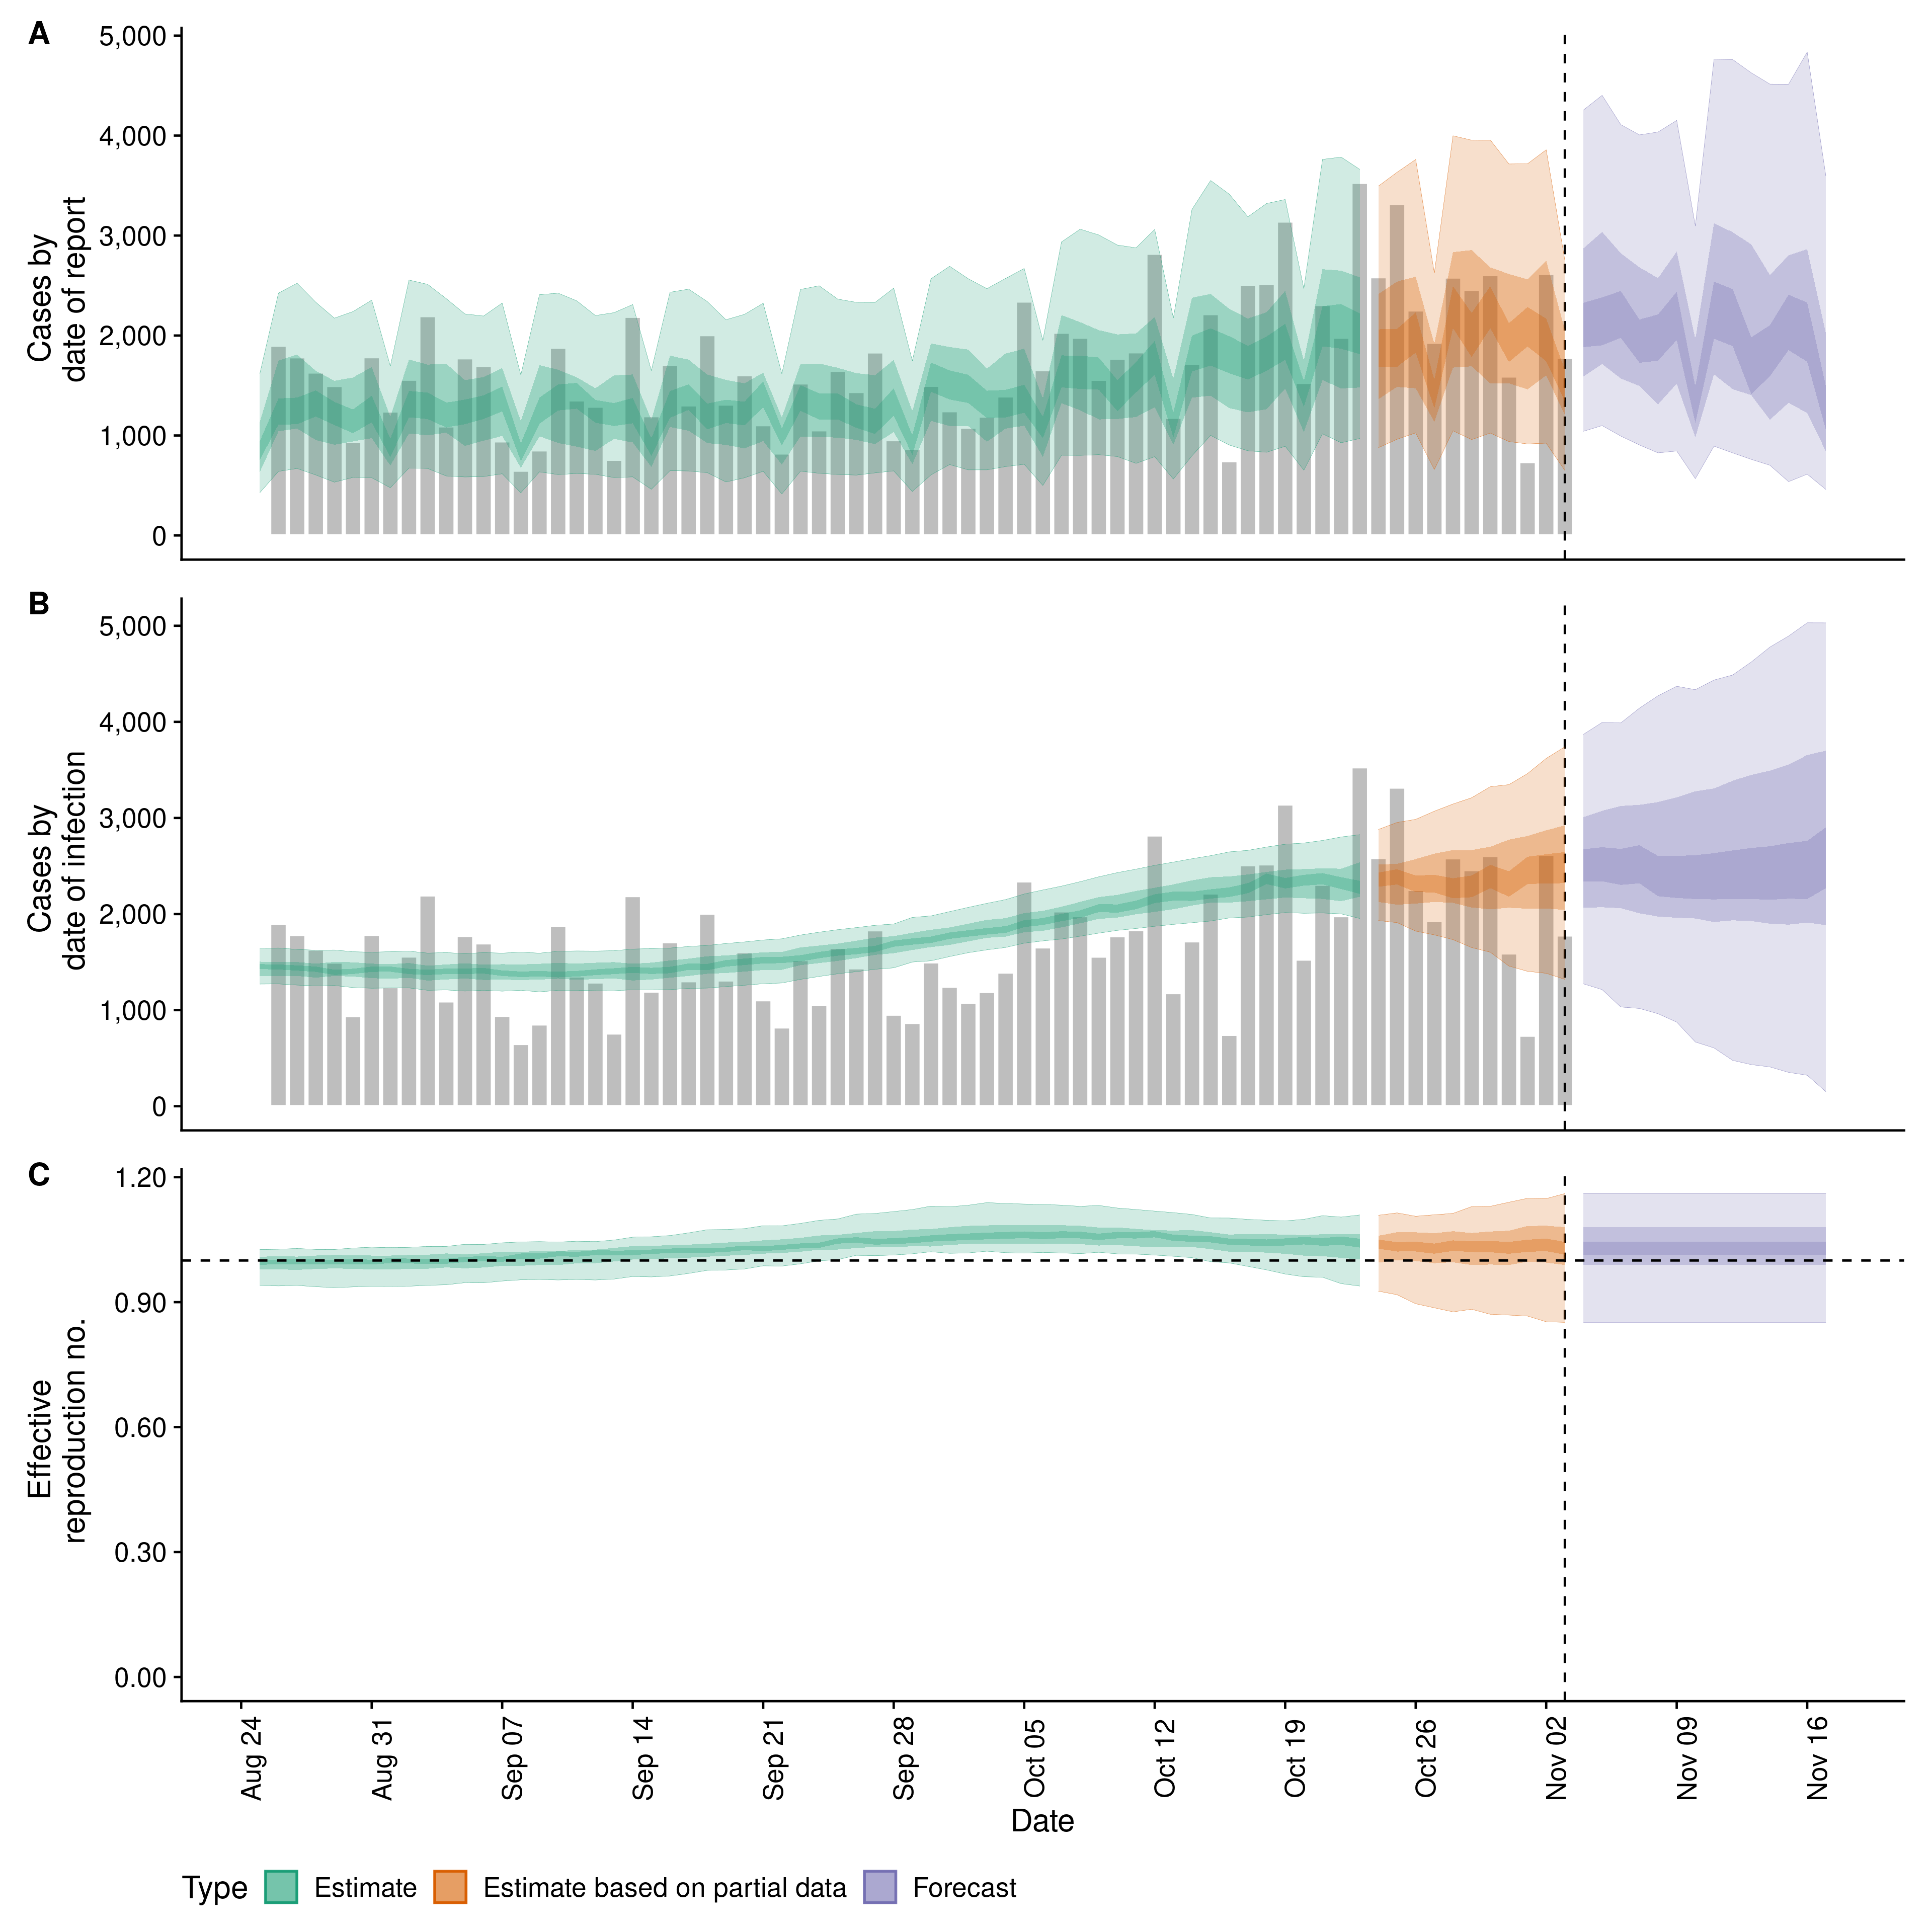 A
Cases by
date of report
5,000
4,000
3,000
2,000
1,000
0
B
Cases by
date of infection
5,000
4,000
3,000
2,000
1,000
0
C
Effective
reproduction no.
1.20
0.90
0.60
0.30
0.00
Aug 24
Aug 31
Sep 07
Sep 14
Sep 21
Sep 28
Oct 05
Oct 12
Oct 19
Oct 26
Nov 02
Nov 09
Nov 16
Date
Type Estimate Estimate based on partial data Forecast